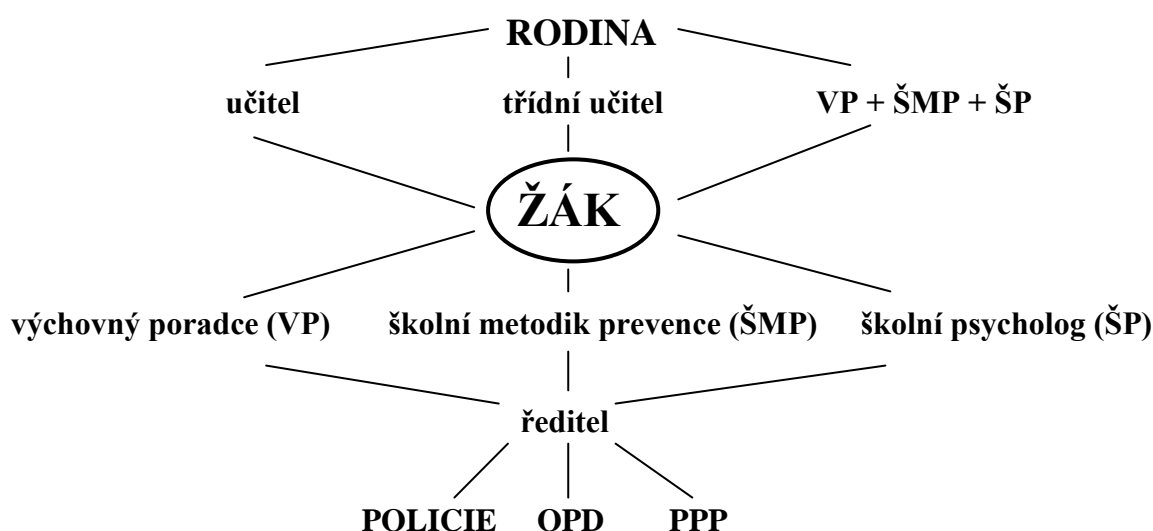 RODINA
učitel třídní učitel VP + ŠMP + ŠP
ŽÁK
výchovný poradce (VP) školní metodik prevence (ŠMP) školní psycholog (ŠP)
ředitel
POLICIE OPD PPP